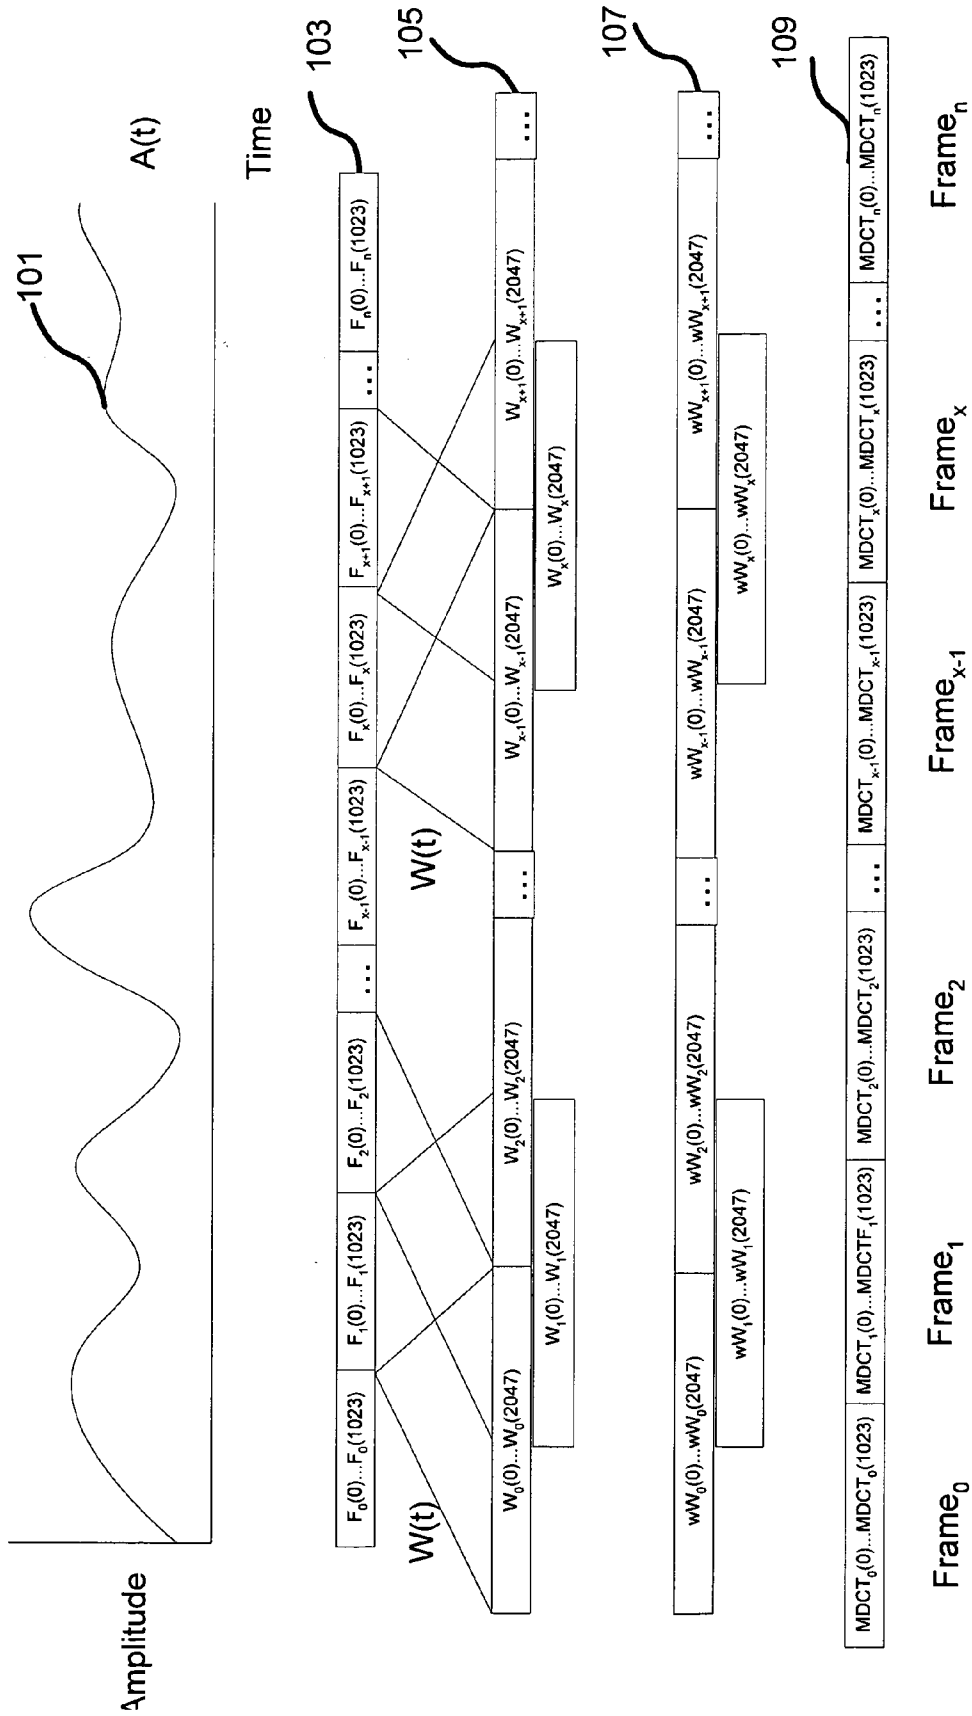 Amplitude
101
A(t)
Time
103
F₀(0)...F₀(1023) F₁(0)...F₁(1023) F₂(0)...F₂(1023) ... Fₓ₋₁(0)...Fₓ₋₁(1023) Fₓ(0)...Fₓ(1023) Fₓ₊₁(0)...Fₓ₊₁(1023) ... Fₙ(0)...Fₙ(1023)
W(t) W(t)
105
W₀(0)...W₀(2047) W₂(0)...W₂(2047) ... Wₓ₋₁(0)...Wₓ₋₁(2047) Wₓ₊₁(0)...Wₓ₊₁(2047) ...
W₁(0)...W₁(2047) Wₓ(0)...Wₓ(2047)
107
wW₀(0)...wW₀(2047) wW₂(0)...wW₂(2047) ... wWₓ₋₁(0)...wWₓ₋₁(2047) wWₓ₊₁(0)...wWₓ₊₁(2047) ...
wW₁(0)...wW₁(2047) wWₓ(0)...wWₓ(2047)
109
MDCT₀(0)...MDCT₀(1023) MDCT₁(0)...MDCTF₁(1023) MDCT₂(0)...MDCT₂(1023) ... MDCTₓ₋₁(0)...MDCTₓ₋₁(1023) MDCTₓ(0)...MDCTₓ(1023) ... MDCTₙ(0)...MDCTₙ(1023)
Frame₀ Frame₁ Frame₂ Frameₓ₋₁ Frameₓ Frameₙ